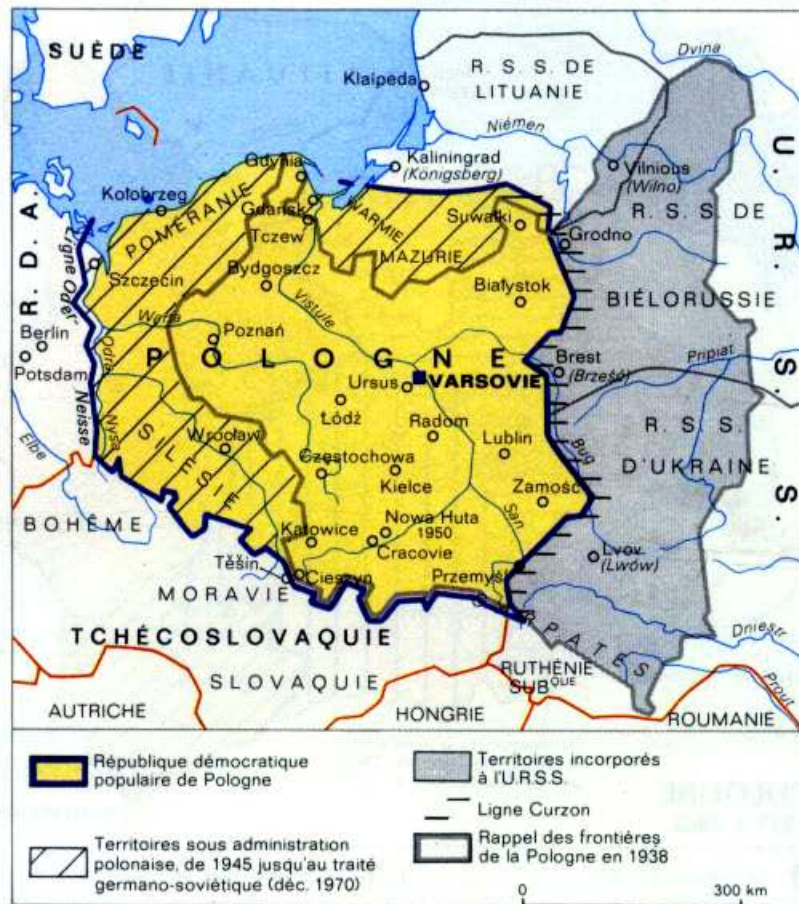 SUÈDE
Dvina
Klaipeda
R. S. S. DE
LITUANIE
Niémen
Kaliningrad
(Königsberg)
Vilnious
(Wilno)
U. R. S. S.
R. D. A.
Gdynia
Kołobrzeg
POMÉRANIE
Gdańsk
Tczew
WARMIE
MAZURIE
Suwałki
R. S. S. DE
Grodno
Ligne Oder-
Neisse
Szczecin
Bydgoszcz
Białystok
BIÉLORUSSIE
Vistule
Warta
Berlin
Potsdam
Odra
Poznań
POLOGNE
Brest
(Brześć)
Pripiat
Ursus
VARSOVIE
Łódź
Radom
R. S. S.
Nysa
Wrocław
Lublin
Bug
D'UKRAINE
Elbe
SILÉSIE
Częstochowa
Kielce
Zamość
BOHÊME
Nowa Huta
1950
San
Katowice
Cracovie
Lvov
(Lwów)
Těšin
Cieszyn
Przemyśl
MORAVIE
Dniestr
TCHÉCOSLOVAQUIE
RUTHÉNIE
SUBQUE
SLOVAQUIE
Prout
AUTRICHE
HONGRIE
ROUMANIE
République démocratique
populaire de Pologne
Territoires sous administration
polonaise, de 1945 jusqu'au traité
germano-soviétique (déc. 1970)
Territoires incorporés
à l'U.R.S.S.
Ligne Curzon
Rappel des frontières
de la Pologne en 1938
0 300 km